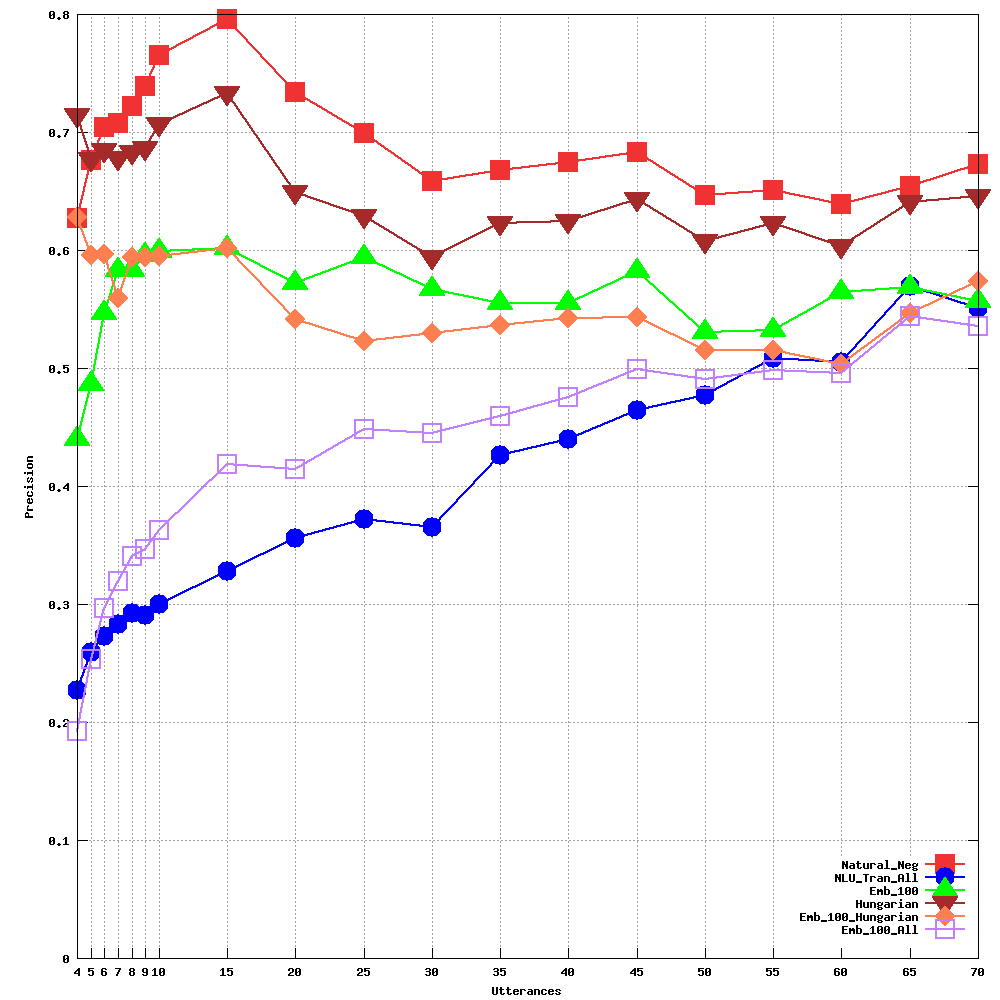 0.8
0.7
0.6
0.5
0.4
0.3
0.2
0.1
0
Precision
4 5 6 7 8 9 10 15 20 25 30 35 40 45 50 55 60 65 70
Utterances
Natural_Neg
NLU_Tran_All
Emb_100
Hungarian
Emb_100_Hungarian
Emb_100_All